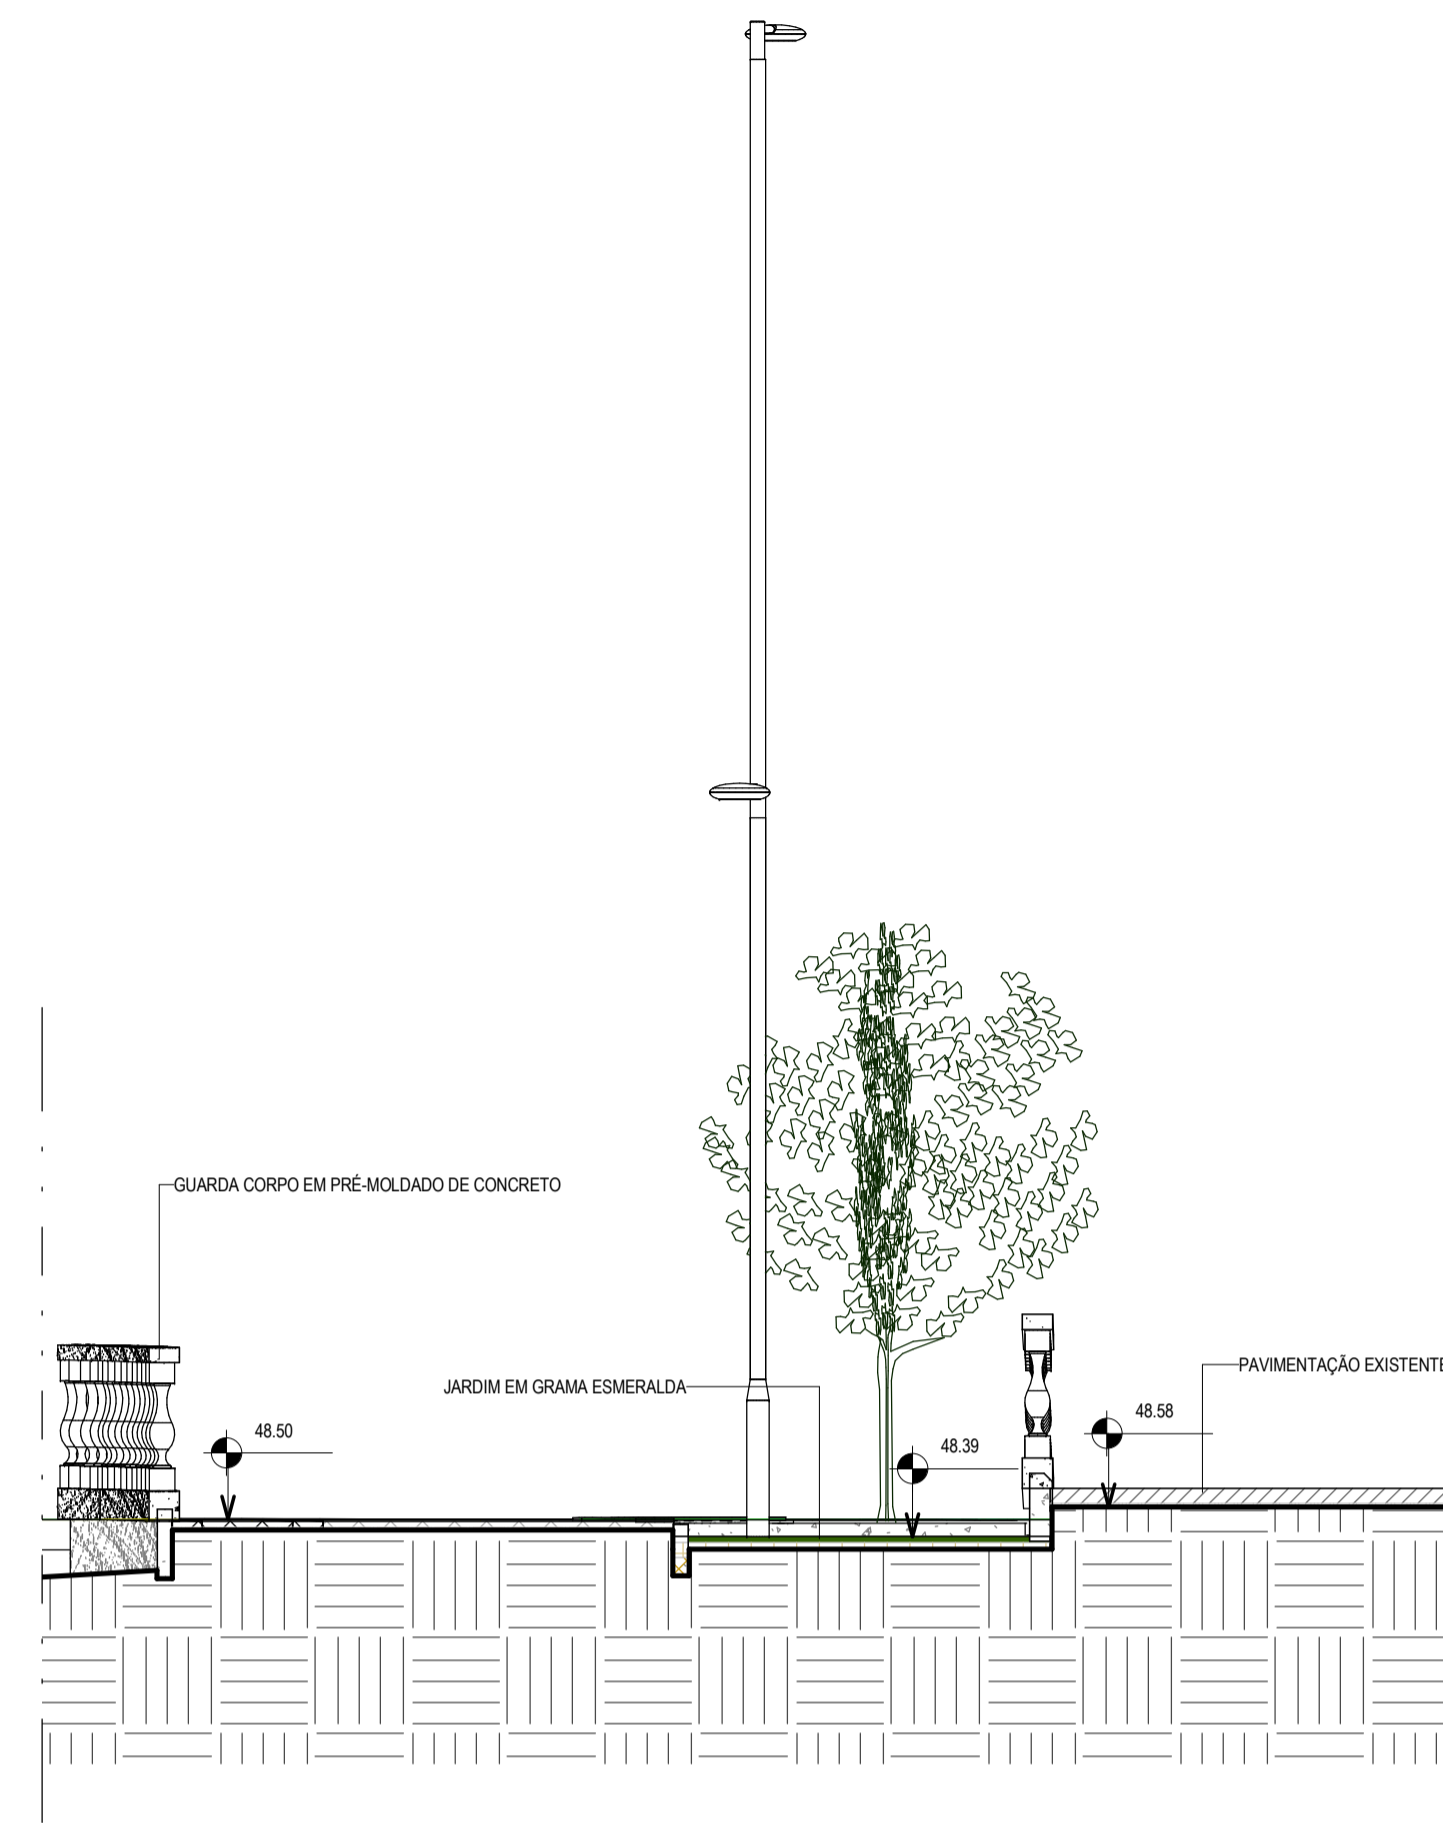 GUARDA CORPO EM PRÉ-MOLDADO DE CONCRETO
PAVIMENTAÇÃO EXISTENTE
JARDIM EM GRAMA ESMERALDA
48.50
48.39
48.58